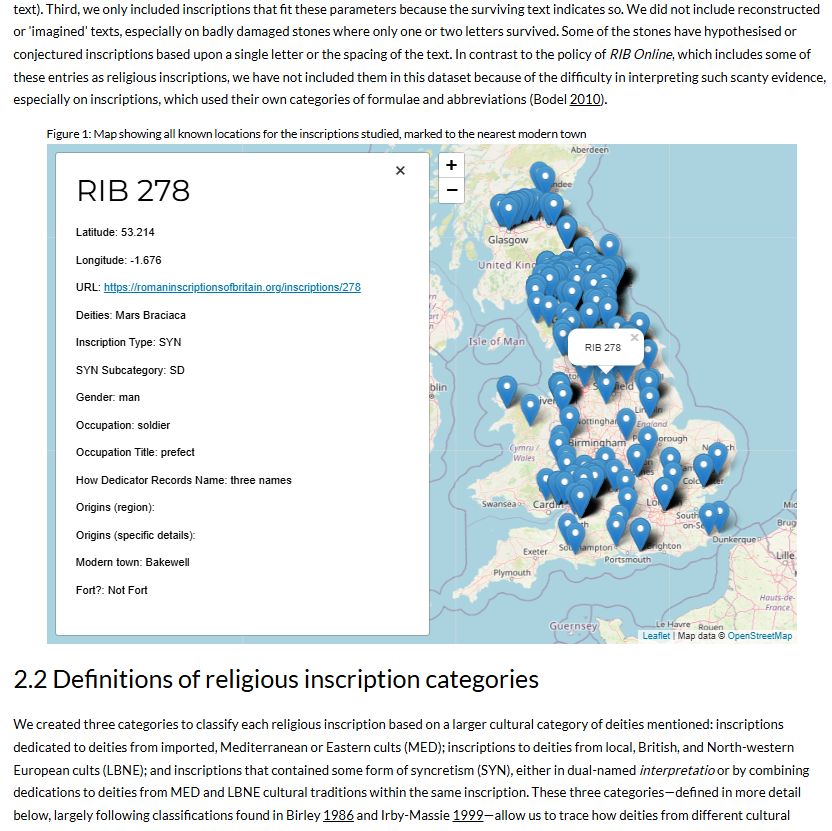 text). Third, we only included inscriptions that fit these parameters because the surviving text indicates so. We did not include reconstructed
or 'imagined' texts, especially on badly damaged stones where only one or two letters survived. Some of the stones have hypothesised or
conjectured inscriptions based upon a single letter or the spacing of the text. In contrast to the policy of RIB Online, which includes some of
these entries as religious inscriptions, we have not included them in this dataset because of the difficulty in interpreting such scanty evidence,
especially on inscriptions, which used their own categories of formulae and abbreviations (Bodel 2010).
Figure 1: Map showing all known locations for the inscriptions studied, marked to the nearest modern town
×
RIB 278
Latitude: 53.214
Longitude: -1.676
URL: https://romaninscriptionsofbritain.org/inscriptions/278
Deities: Mars Braciaca
Inscription Type: SYN
SYN Subcategory: SD
Gender: man
Occupation: soldier
Occupation Title: prefect
How Dedicator Records Name: three names
Origins (region):
Origins (specific details):
Modern town: Bakewell
Fort?: Not Fort
+
−
Aberdeen
Glasgow
Isle of Man
RIB 278
×
Birmingham
Cymru /
Wales
England
Swansea
Exeter
Portsmouth
Plymouth
Dunkerque
Lille
Hauts-de-
France
Guernsey
Le Havre
Rouen
Leaflet | Map data © OpenStreetMap
2.2 Definitions of religious inscription categories
We created three categories to classify each religious inscription based on a larger cultural category of deities mentioned: inscriptions
dedicated to deities from imported, Mediterranean or Eastern cults (MED); inscriptions to deities from local, British, and North-western
European cults (LBNE); and inscriptions that contained some form of syncretism (SYN), either in dual-named interpretatio or by combining
dedications to deities from MED and LBNE cultural traditions within the same inscription. These three categories—defined in more detail
below, largely following classifications found in Birley 1986 and Irby-Massie 1999—allow us to trace how deities from different cultural